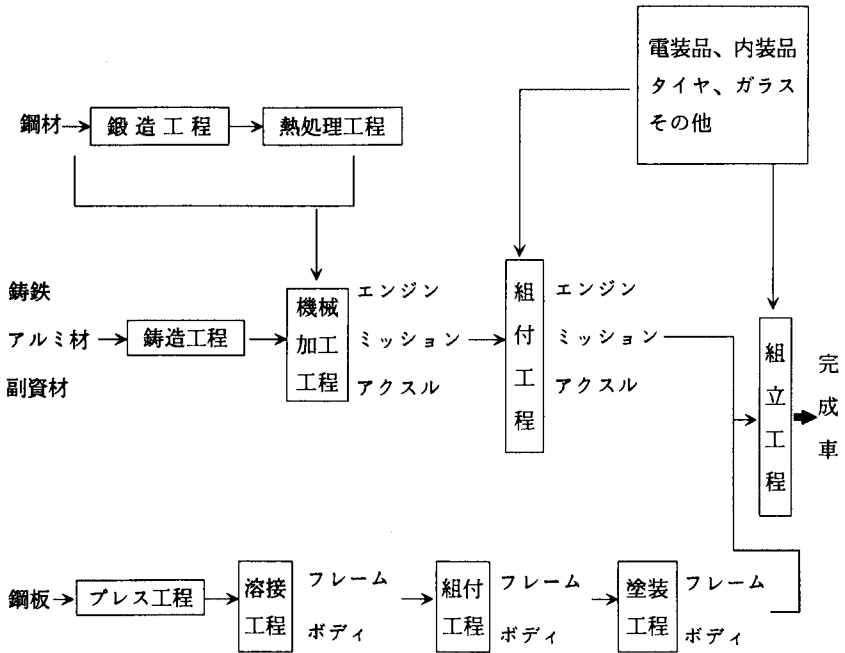 電装品、内装品
タイヤ、ガラス
その他
鋼材
鍛造工程
熱処理工程
鋳鉄
アルミ材
副資材
鋳造工程
機械
加工
工程
エンジン
ミッション
アクスル
組付工程
エンジン
ミッション
アクスル
組立工程
完成車
鋼板
プレス工程
溶接
工程
フレーム
ボディ
組付
工程
フレーム
ボディ
塗装
工程
フレーム
ボディ